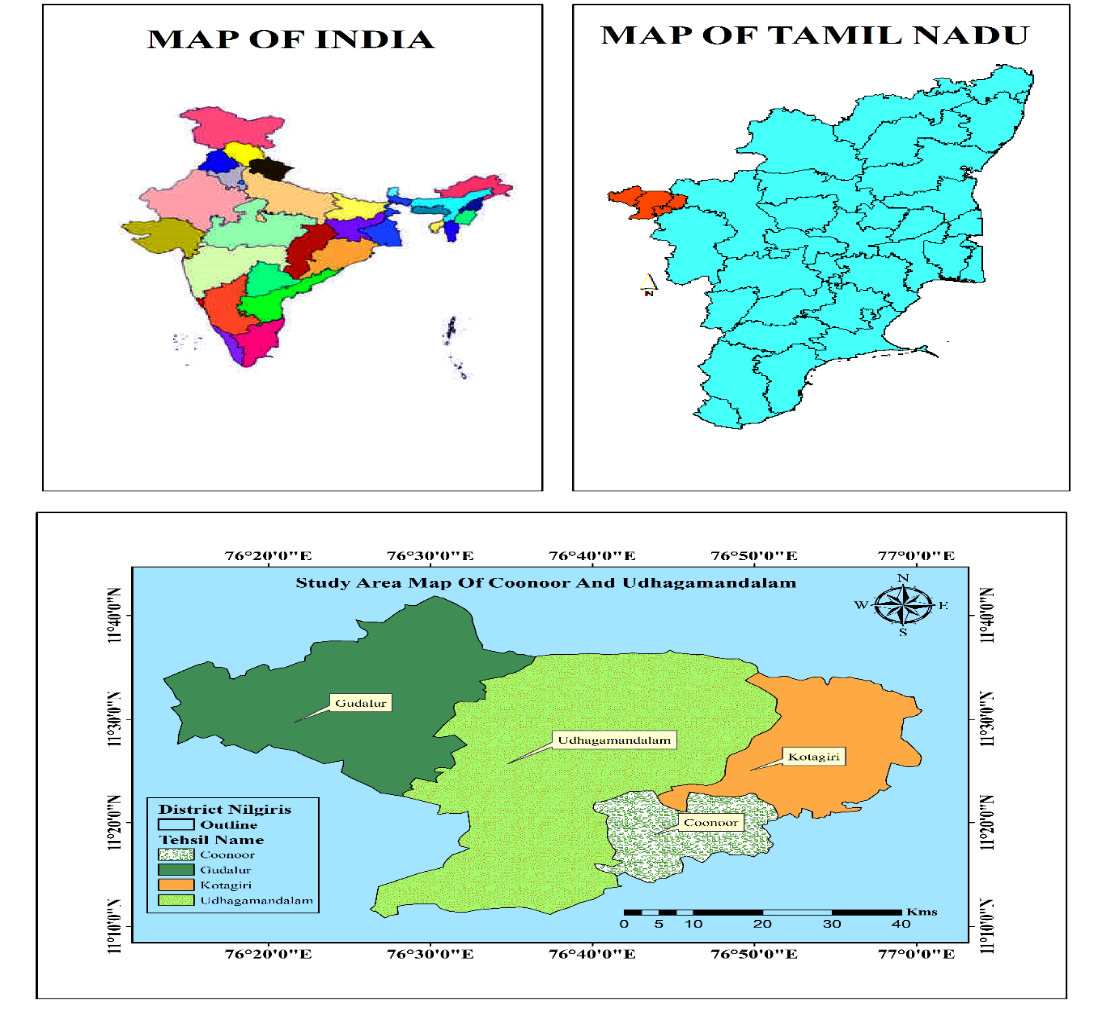 MAP OF INDIA
MAP OF TAMIL NADU
N
76°20'0"E 76°30'0"E 76°40'0"E 76°50'0"E 77°0'0"E
Study Area Map Of Coonoor And Udhagamandalam
N
W E
S
11°40'0"N 11°40'0"N
11°30'0"N 11°30'0"N
Gudalur
Udhagamandalam
Kotagiri
Coonoor
11°20'0"N 11°20'0"N
District Nilgiris
Outline
Tehsil Name
Coonoor
Gudalur
Kotagiri
Udhagamandalam
Kms
0 5 10 20 30 40
11°10'0"N 11°10'0"N
76°20'0"E 76°30'0"E 76°40'0"E 76°50'0"E 77°0'0"E